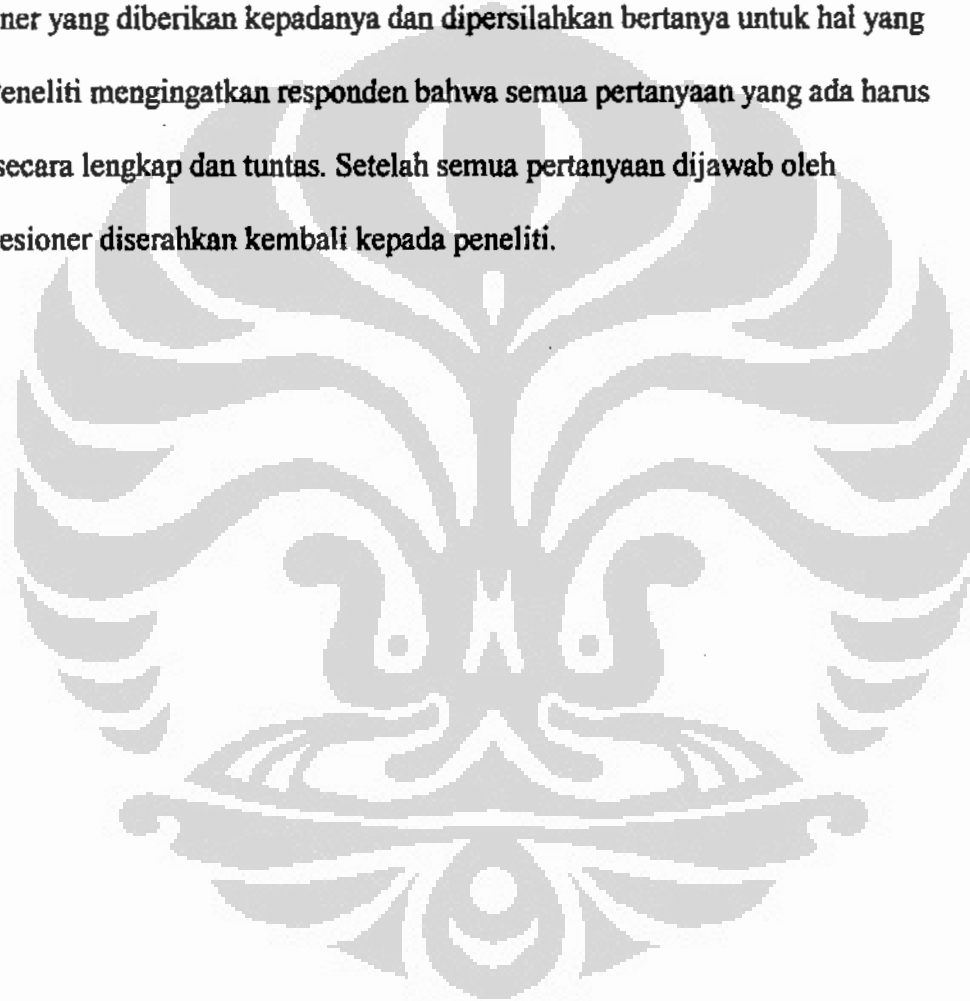 ner yang diberikan kepadanya dan dipersilahkan bertanya untuk hal yang
eneliti mengingatkan responden bahwa semua pertanyaan yang ada harus
secara lengkap dan tuntas. Setelah semua pertanyaan dijawab oleh
esioner diserahkan kembali kepada peneliti.